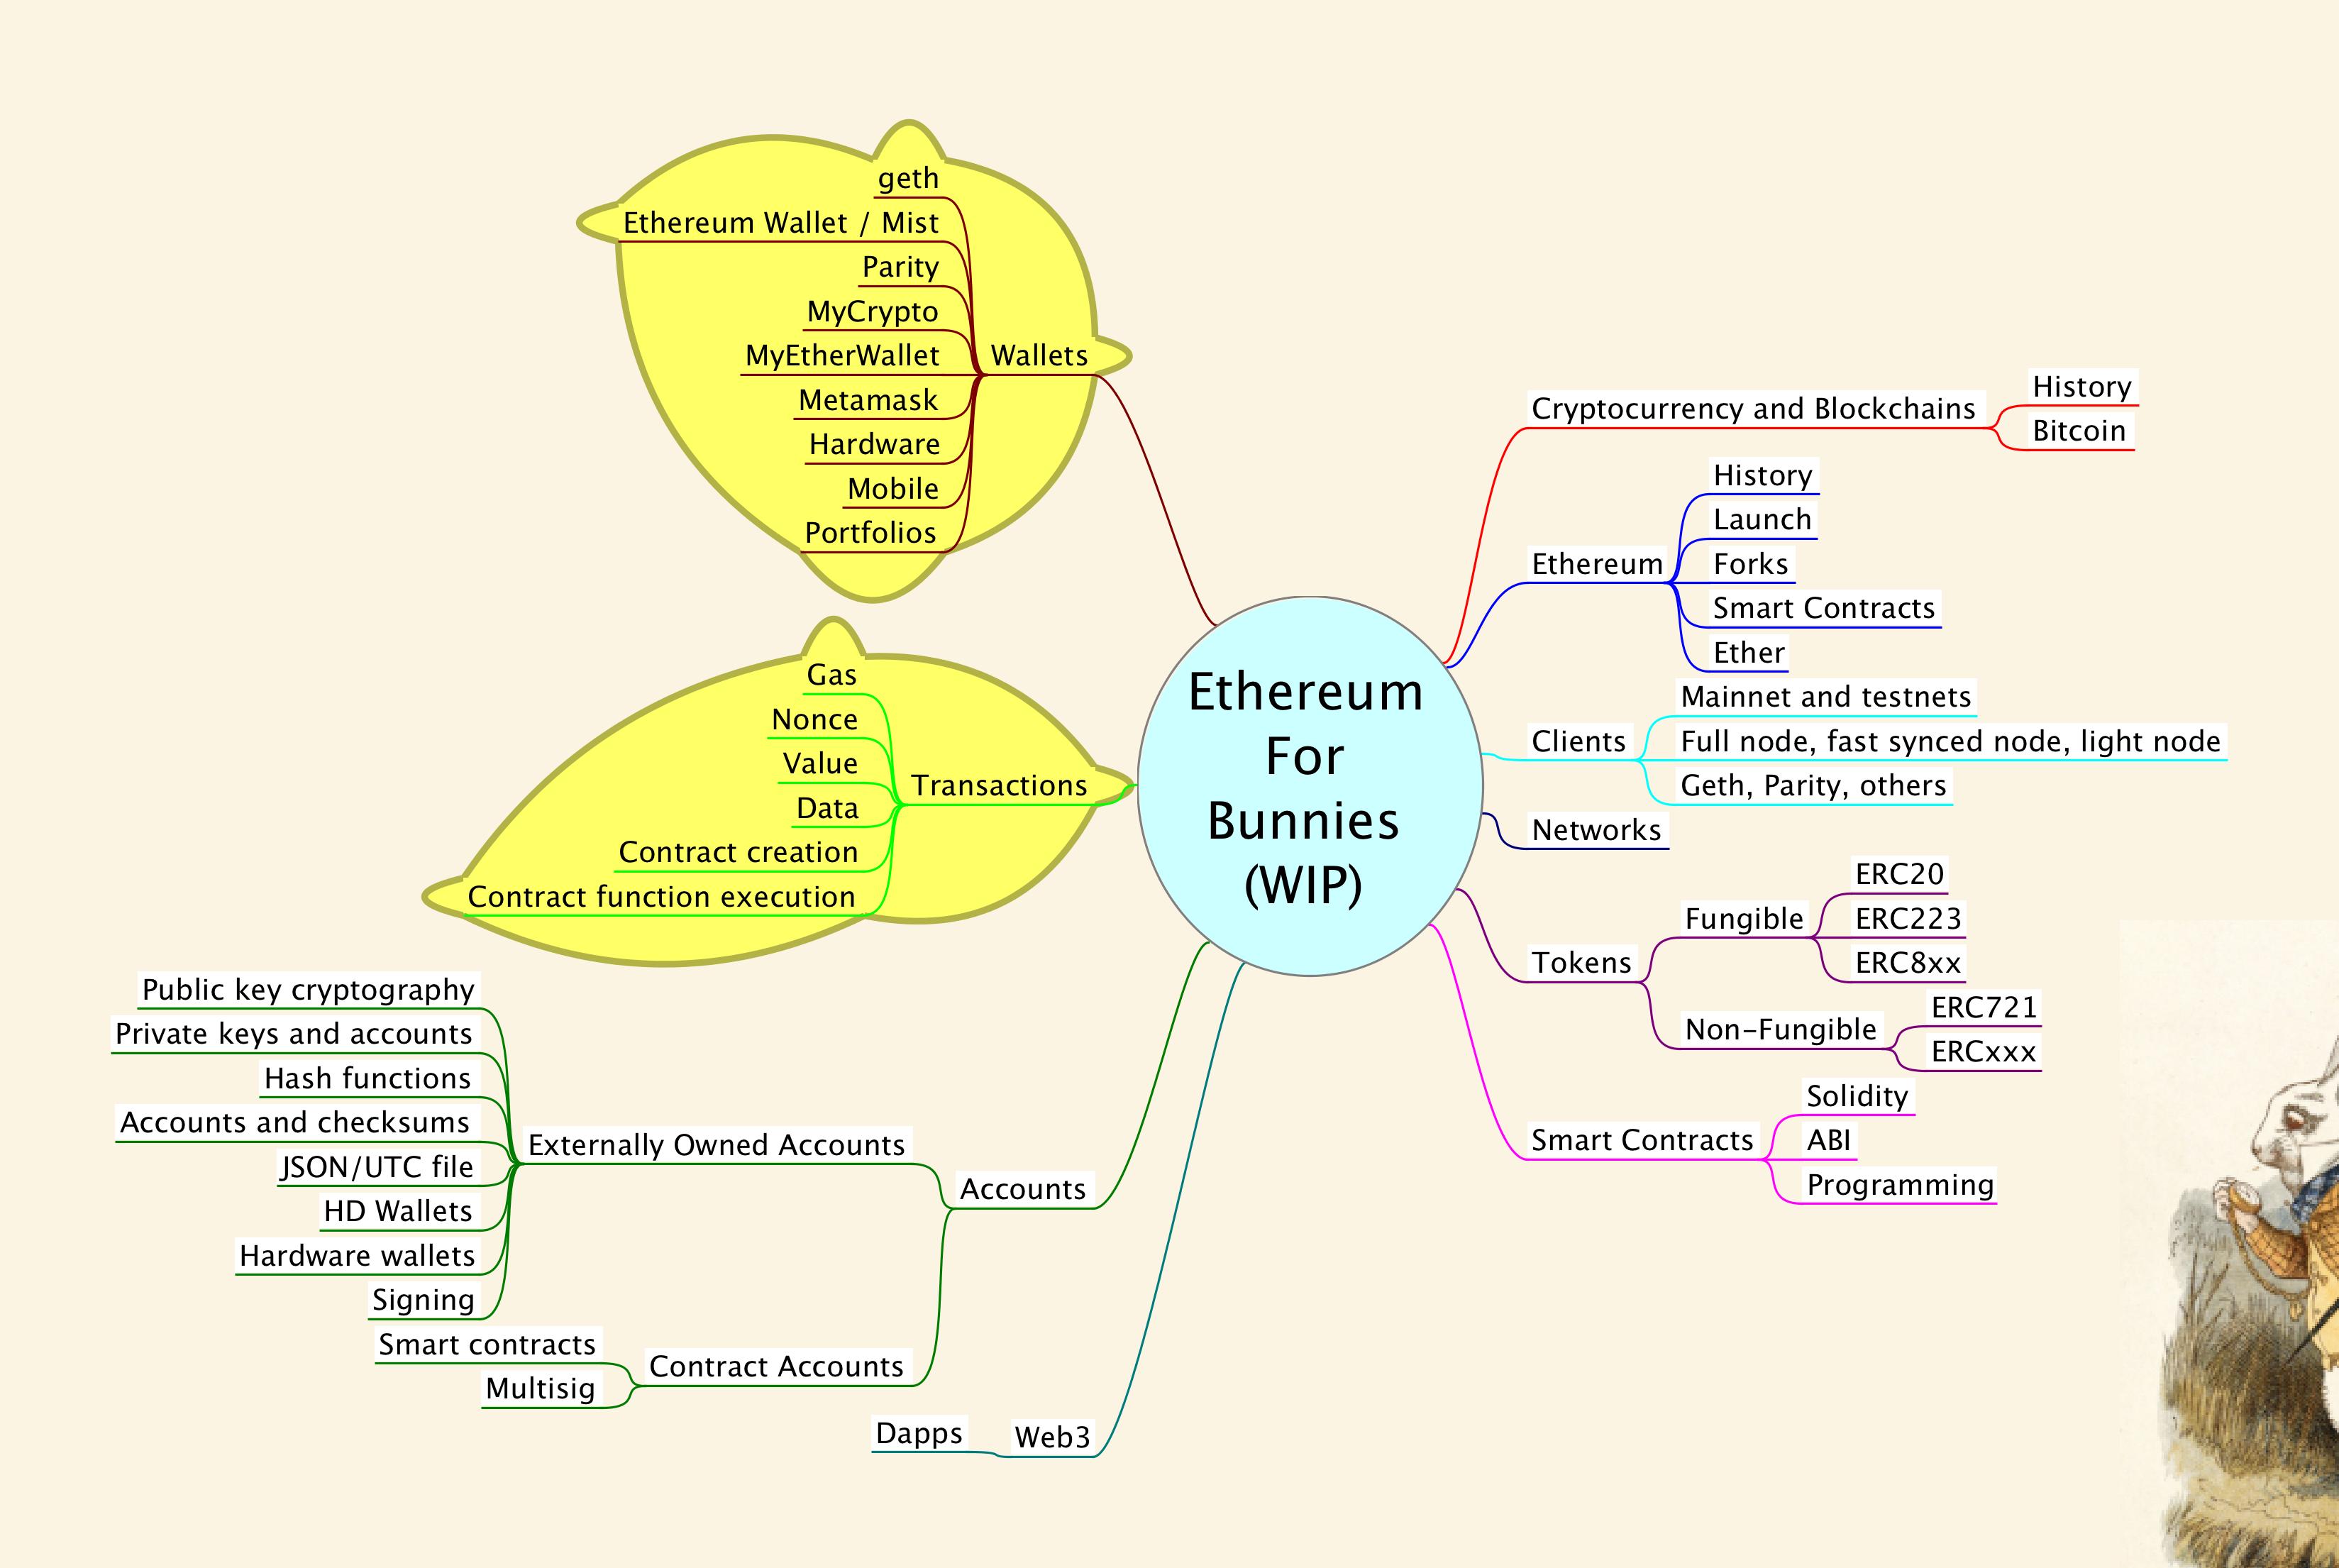 Ethereum
For
Bunnies
(WIP)
Cryptocurrency and Blockchains
History
Bitcoin
Ethereum
History
Launch
Forks
Smart Contracts
Ether
Clients
Mainnet and testnets
Full node, fast synced node, light node
Geth, Parity, others
Networks
Tokens
Fungible
ERC20
ERC223
ERC8xx
Non-Fungible
ERC721
ERCxxx
Smart Contracts
Solidity
ABI
Programming
Wallets
geth
Ethereum Wallet / Mist
Parity
MyCrypto
MyEtherWallet
Metamask
Hardware
Mobile
Portfolios
Transactions
Gas
Nonce
Value
Data
Contract creation
Contract function execution
Accounts
Externally Owned Accounts
Public key cryptography
Private keys and accounts
Hash functions
Accounts and checksums
JSON/UTC file
HD Wallets
Hardware wallets
Signing
Contract Accounts
Smart contracts
Multisig
Web3
Dapps